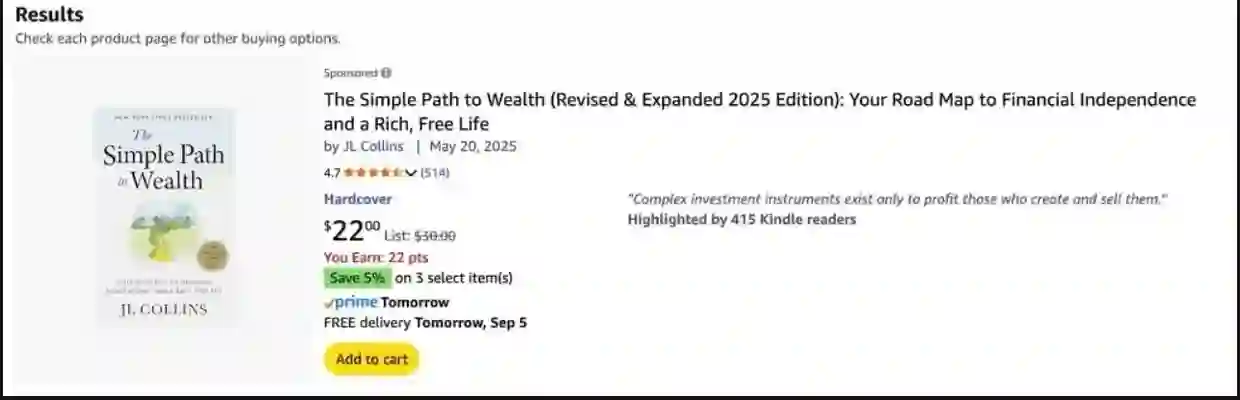 Results
Check each product page for other buying options.
Sponsored
The Simple Path to Wealth (Revised & Expanded 2025 Edition): Your Road Map to Financial Independence
and a Rich, Free Life
by JL Collins | May 20, 2025
4.7 (514)
Hardcover
"Complex investment instruments exist only to profit those who create and sell them."
Highlighted by 415 Kindle readers
$2200 List: $30.00
You Earn: 22 pts
Save 5% on 3 select item(s)
prime Tomorrow
FREE delivery Tomorrow, Sep 5
Add to cart
The
Simple Path
to Wealth
JL COLLINS